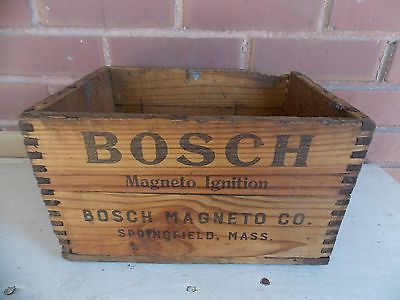 BOSCH
Magneto Ignition
BOSCH MAGNETO CO.
SPRINGFIELD, MASS.